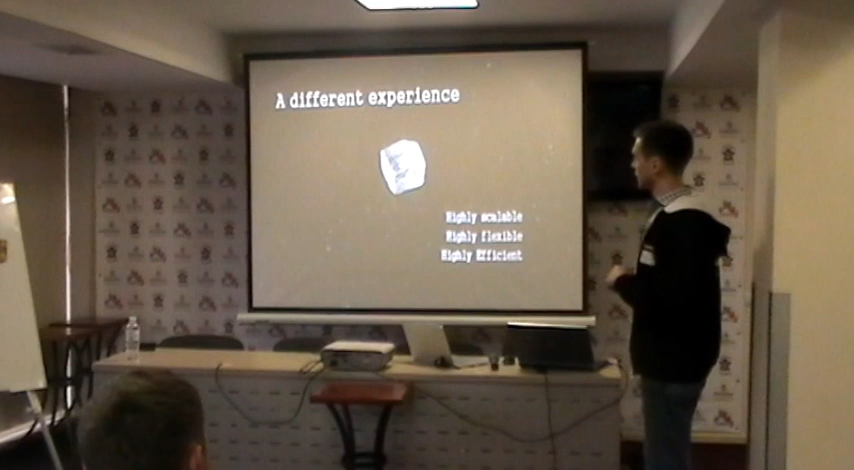 A different experience
Highly scalable
Highly flexible
Highly Efficient